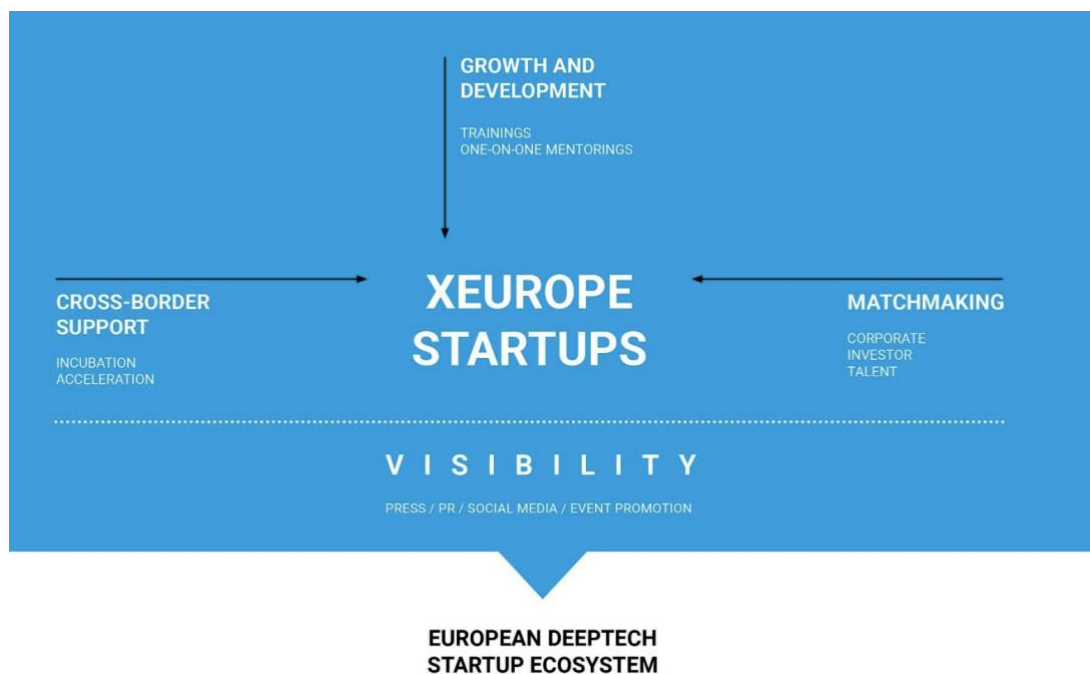 GROWTH AND
DEVELOPMENT
TRAININGS
ONE-ON-ONE MENTORINGS
CROSS-BORDER
SUPPORT
INCUBATION
ACCELERATION
XEUROPE
STARTUPS
MATCHMAKING
CORPORATE
INVESTOR
TALENT
VISIBILITY
PRESS / PR / SOCIAL MEDIA / EVENT PROMOTION
EUROPEAN DEEPTECH
STARTUP ECOSYSTEM